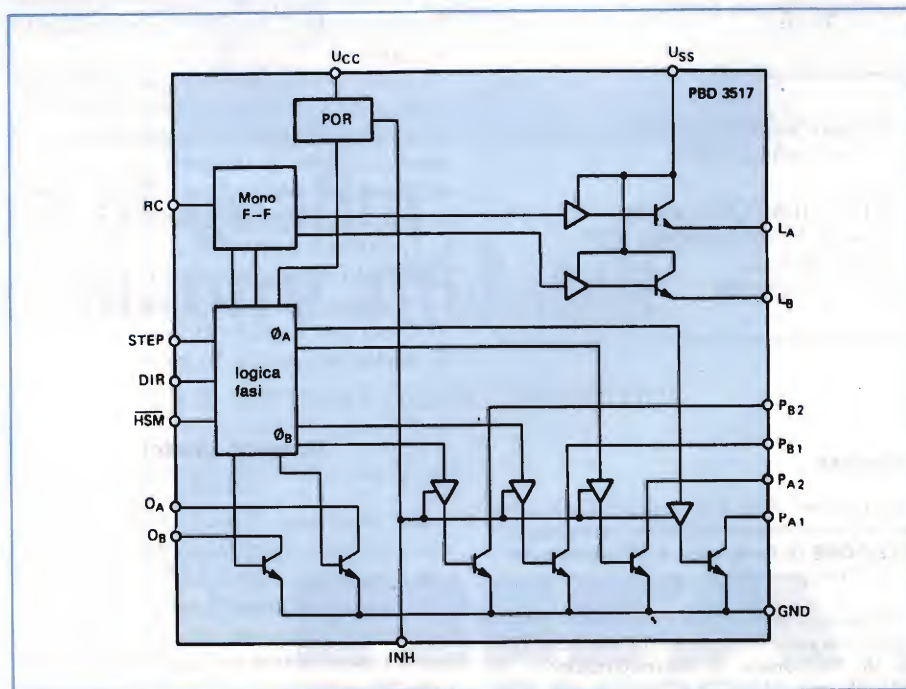 UCC
USS
PBD 3517
POR
Mono
F–F
RC
LA
LB
STEP
ØA
DIR
logica
fasi
HSM
ØB
PB2
PB1
PA2
PA1
OA
OB
GND
INH